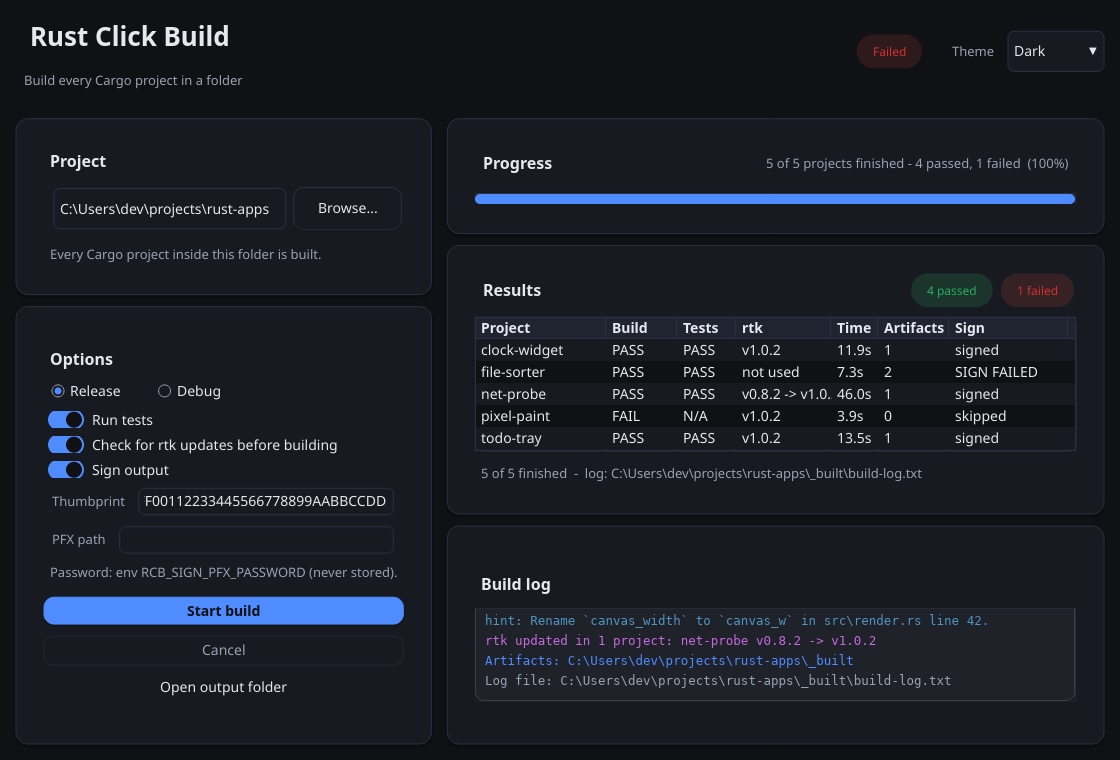 Rust Click Build
Build every Cargo project in a folder
Failed
Theme
Dark
Project
C:\Users\dev\projects\rust-apps
Browse...
Every Cargo project inside this folder is built.
Options
Release
Debug
Run tests
Check for rtk updates before building
Sign output
Thumbprint
F00112233445566778899AABBCCDD
PFX path
Password: env RCB_SIGN_PFX_PASSWORD (never stored).
Start build
Cancel
Open output folder
Progress
5 of 5 projects finished - 4 passed, 1 failed (100%)
Results
4 passed
1 failed
Project Build Tests rtk Time Artifacts Sign
clock-widget PASS PASS v1.0.2 11.9s 1 signed
file-sorter PASS PASS not used 7.3s 2 SIGN FAILED
net-probe PASS PASS v0.8.2 -> v1.0. 46.0s 1 signed
pixel-paint FAIL N/A v1.0.2 3.9s 0 skipped
todo-tray PASS PASS v1.0.2 13.5s 1 signed
5 of 5 finished - log: C:\Users\dev\projects\rust-apps\_built\build-log.txt
Build log
hint: Rename `canvas_width` to `canvas_w` in src\render.rs line 42.
rtk updated in 1 project: net-probe v0.8.2 -> v1.0.2
Artifacts: C:\Users\dev\projects\rust-apps\_built
Log file: C:\Users\dev\projects\rust-apps\_built\build-log.txt